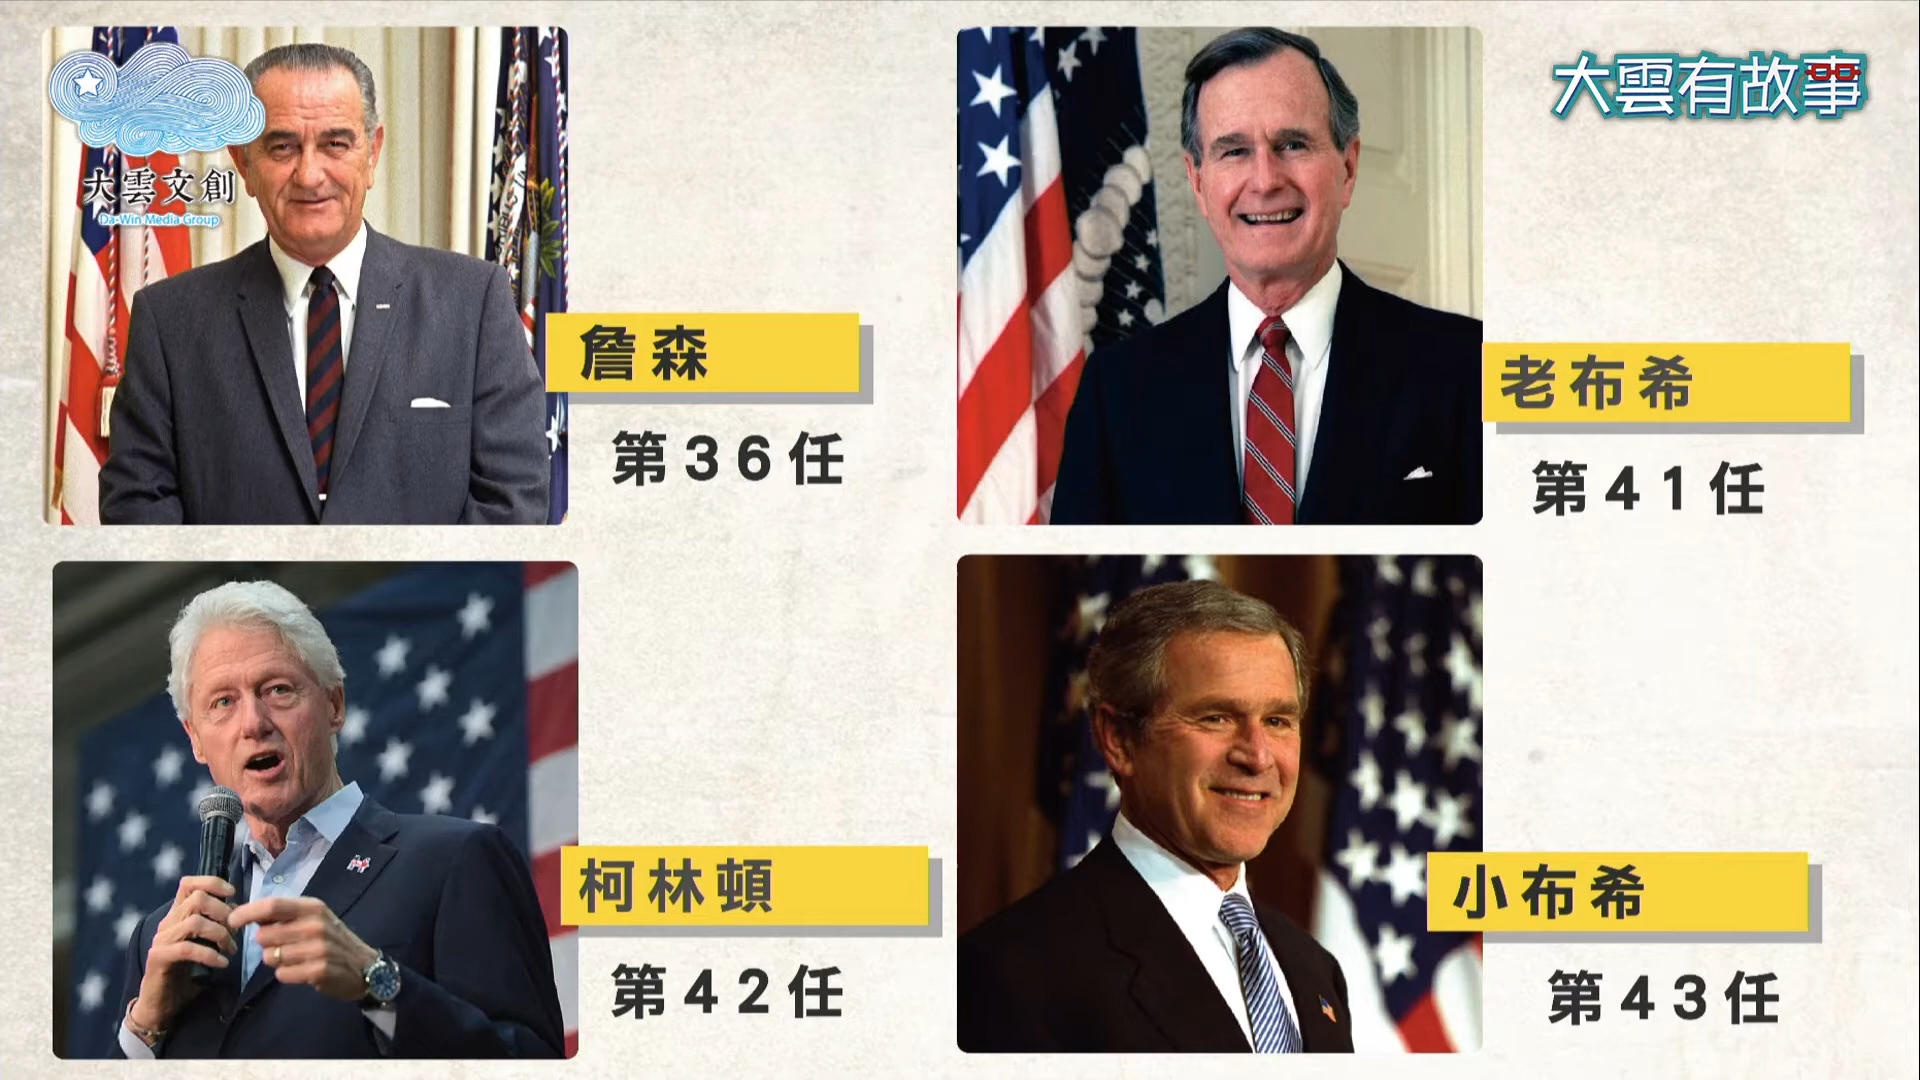 大雲文創
Da-Win Media Group
大雲有故事
詹森
第36任
老布希
第41任
柯林頓
第42任
小布希
第43任